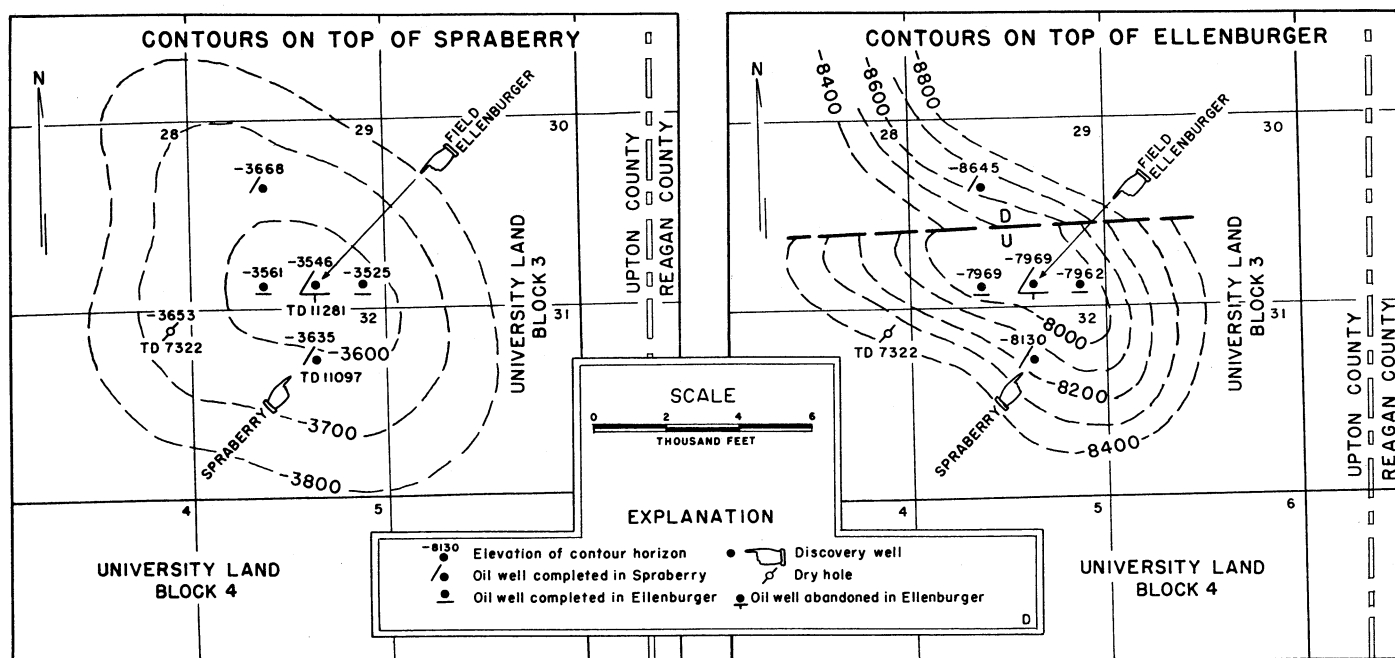 CONTOURS ON TOP OF SPRABERRY
N
28
29
30
FIELD
ELLENBURGER
-3668
-3561
-3546
-3525
TD 11281
32
31
-3653
TD 7322
-3635
TD 11097
-3600
-3700
-3800
SPRABERRY
UNIVERSITY LAND
BLOCK 3
UPTON COUNTY
REAGAN COUNTY
4
5
UNIVERSITY LAND
BLOCK 4
CONTOURS ON TOP OF ELLENBURGER
N
-8400
-8600
-8800
28
29
30
FIELD
ELLENBURGER
-8645
D
U
-7969
-7969
-7962
32
31
TD 7322
-8130
-8000
-8200
-8400
SPRABERRY
UNIVERSITY LAND
BLOCK 3
UPTON COUNTY
REAGAN COUNTY
4
5
6
UNIVERSITY LAND
BLOCK 4
SCALE
0 2 4 6
THOUSAND FEET
EXPLANATION
-8130 Elevation of contour horizon
Oil well completed in Spraberry
Oil well completed in Ellenburger
Discovery well
Dry hole
Oil well abandoned in Ellenburger
D